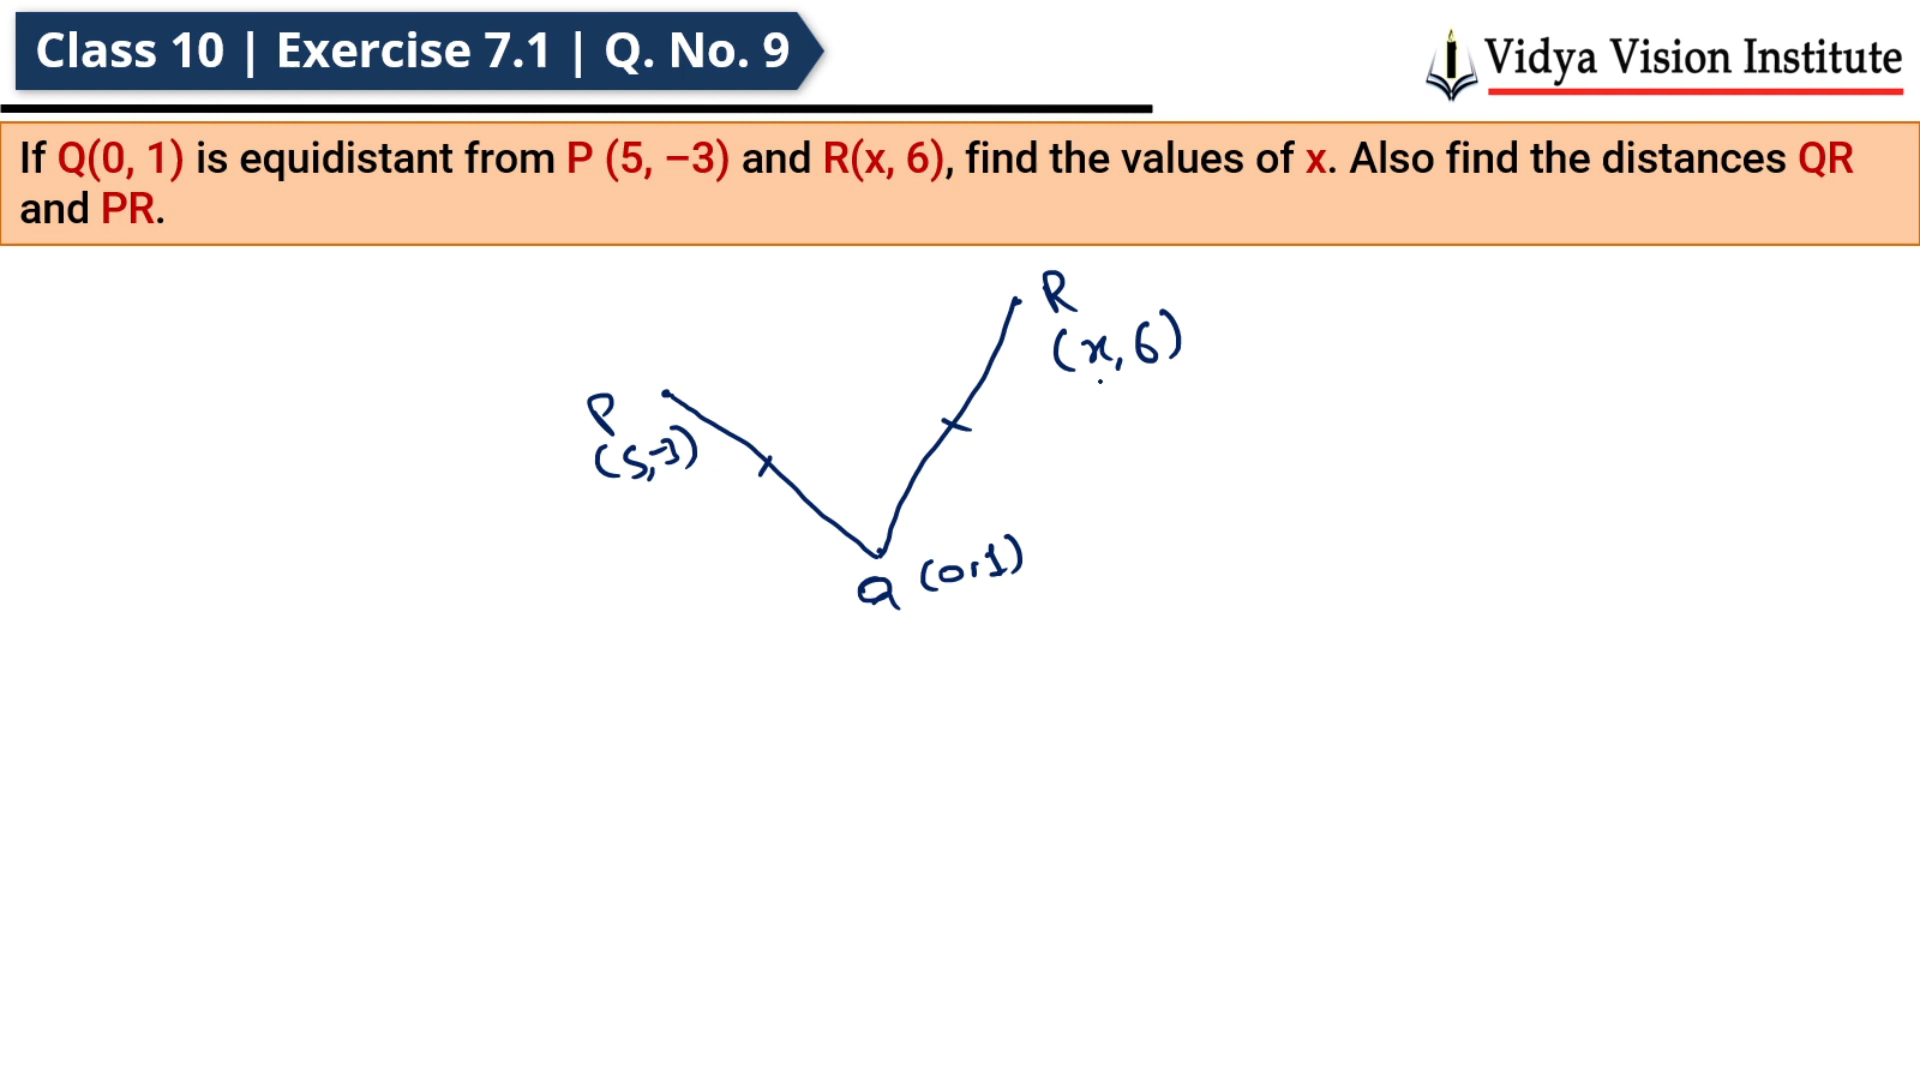 Class 10 | Exercise 7.1 | Q. No. 9
Vidya Vision Institute
If Q(0, 1) is equidistant from P (5, −3) and R(x, 6), find the values of x. Also find the distances QR
and PR.
R
(x, 6)
P
(5,-3)
Q (0,1)